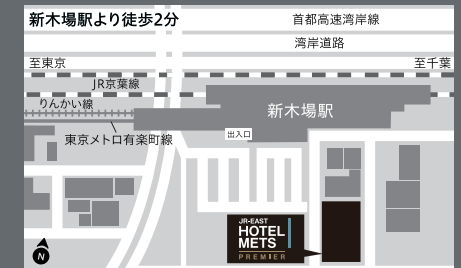 新木場駅より徒歩2分
首都高速湾岸線
湾岸道路
至東京
至千葉
JR京葉線
りんかい線
新木場駅
出入口
東京メトロ有楽町線
JR-EAST
HOTEL
METS
PREMIER
N